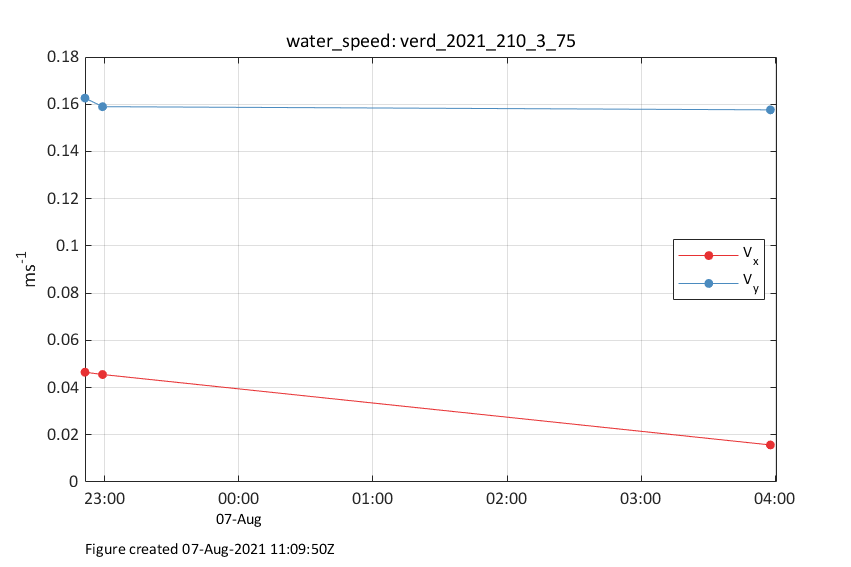 water_speed: verd_2021_210_3_75
0.18
0.16
0.14
0.12
0.1
0.08
0.06
0.04
0.02
0
ms-1
Vx
Vy
23:00 00:00 01:00 02:00 03:00 04:00
07-Aug
Figure created 07-Aug-2021 11:09:50Z